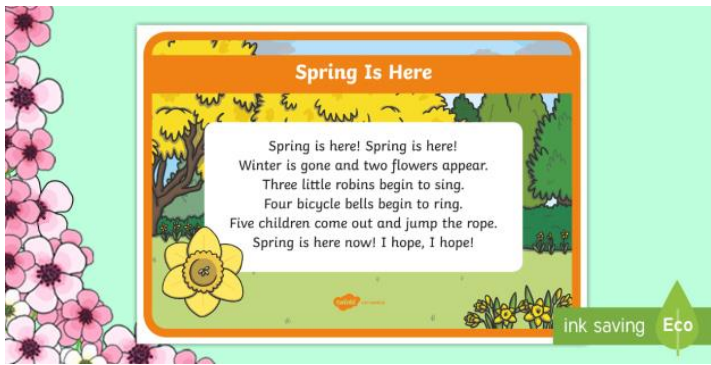 Spring Is Here
Spring is here! Spring is here!
Winter is gone and two flowers appear.
Three little robins begin to sing.
Four bicycle bells begin to ring.
Five children come out and jump the rope.
Spring is here now! I hope, I hope!
ink saving Eco